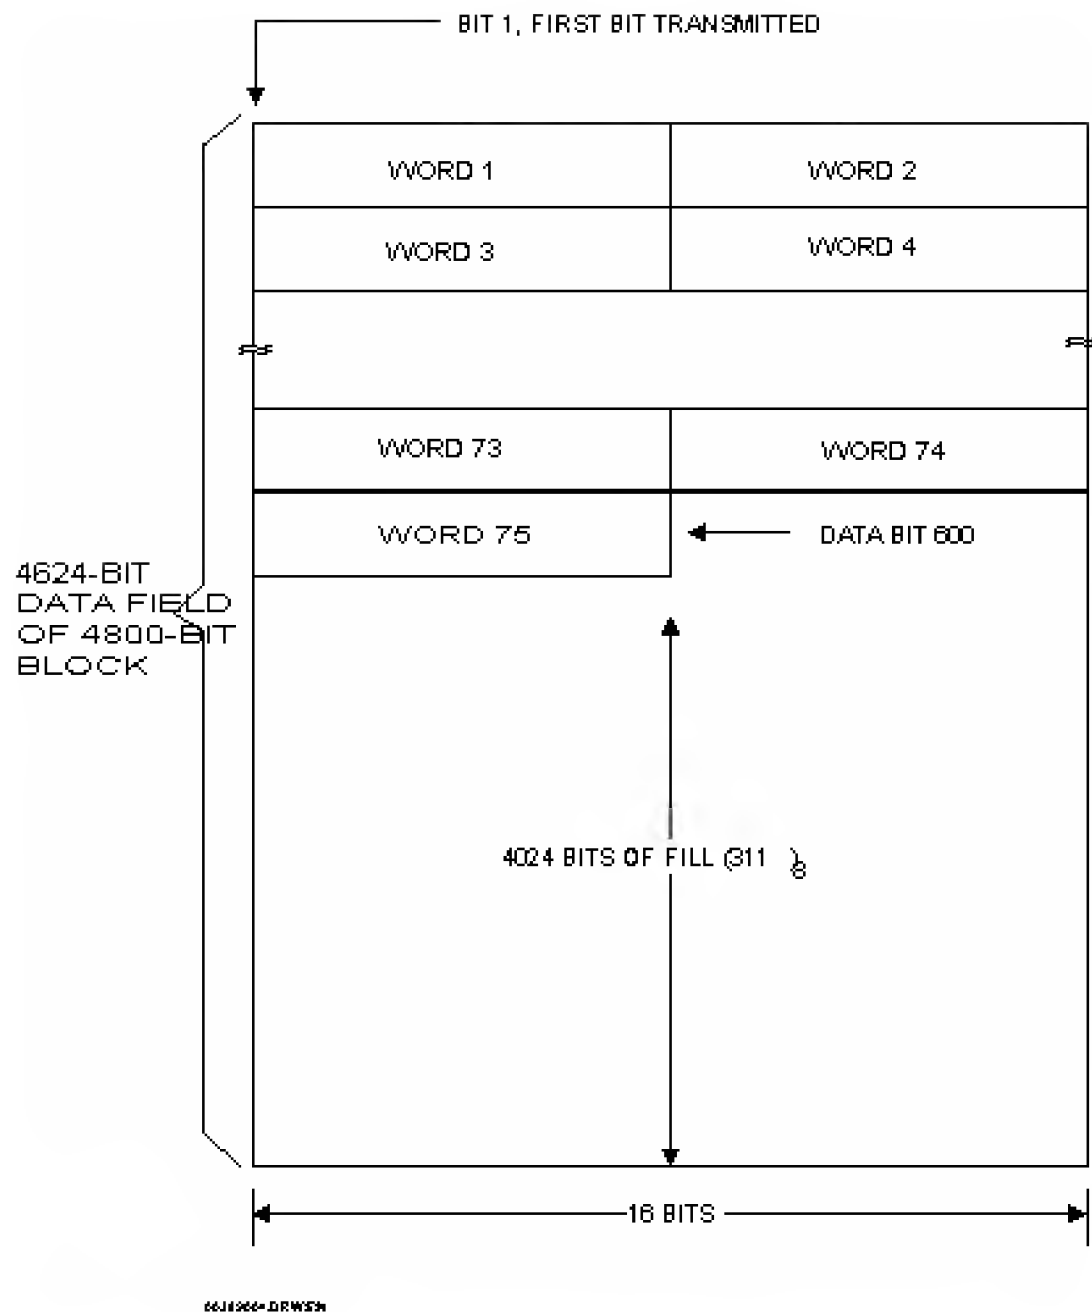 BIT 1, FIRST BIT TRANSMITTED
WORD 1 WORD 2
WORD 3 WORD 4
WORD 73 WORD 74
WORD 75 DATA BIT 600
4624-BIT
DATA FIELD
OF 4800-BIT
BLOCK
4024 BITS OF FILL (311 )8
16 BITS